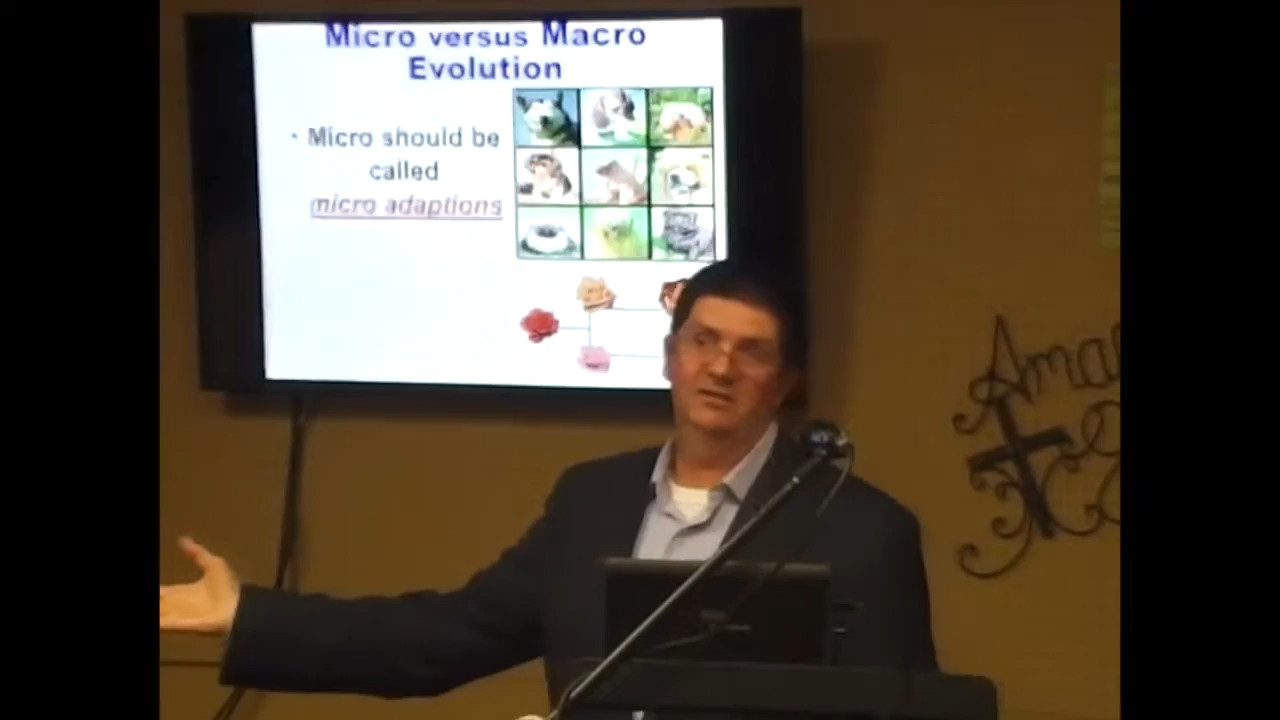 Micro versus Macro
Evolution
• Micro should be
called
micro adaptions